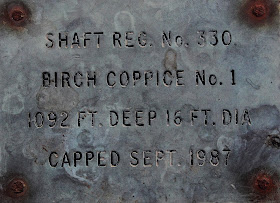 SHAFT REG. No. 330.
BIRCH COPPICE No. 1
1092 FT. DEEP 16 FT. DIA
CAPPED SEPT. 1987